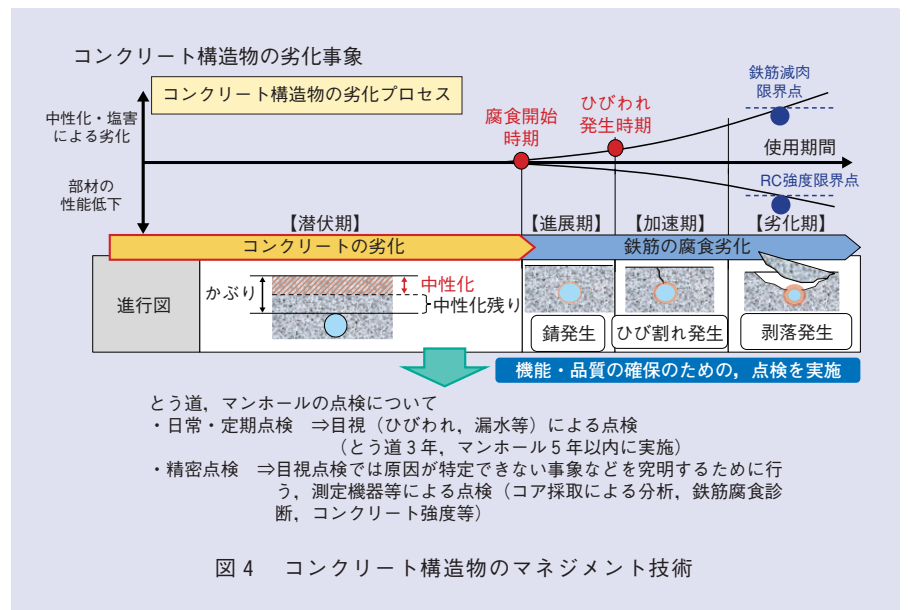 コンクリート構造物の劣化事象
コンクリート構造物の劣化プロセス
中性化・塩害
による劣化
部材の
性能低下
腐食開始
時期
ひびわれ
発生時期
鉄筋減肉
限界点
使用期間
RC強度限界点
【潜伏期】
【進展期】
【加速期】
【劣化期】
コンクリートの劣化
鉄筋の腐食劣化
進行図
かぶり
中性化
中性化残り
錆発生
ひび割れ発生
剥落発生
機能・品質の確保のための,点検を実施
とう道,マンホールの点検について
・日常・定期点検 ⇒目視(ひびわれ,漏水等)による点検
(とう道3年,マンホール5年以内に実施)
・精密点検 ⇒目視点検では原因が特定できない事象などを究明するために行
う,測定機器等による点検(コア採取による分析,鉄筋腐食診
断,コンクリート強度等)
図4 コンクリート構造物のマネジメント技術